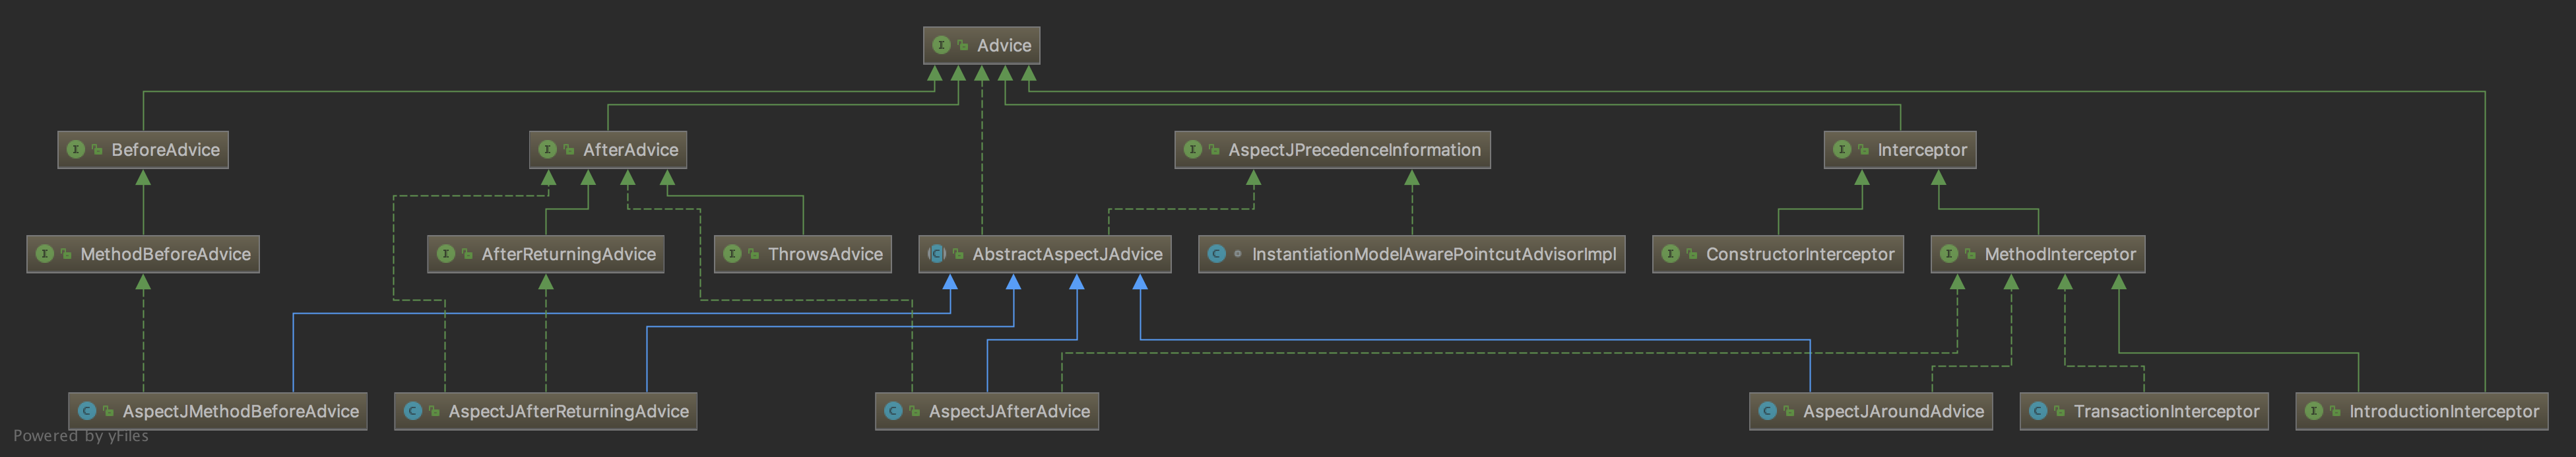 Advice
BeforeAdvice
AfterAdvice
AspectJPrecedenceInformation
Interceptor
MethodBeforeAdvice
AfterReturningAdvice
ThrowsAdvice
AbstractAspectJAdvice
InstantiationModelAwarePointcutAdvisorImpl
ConstructorInterceptor
MethodInterceptor
AspectJMethodBeforeAdvice
AspectJAfterReturningAdvice
AspectJAfterAdvice
AspectJAroundAdvice
TransactionInterceptor
IntroductionInterceptor
Powered by yFiles